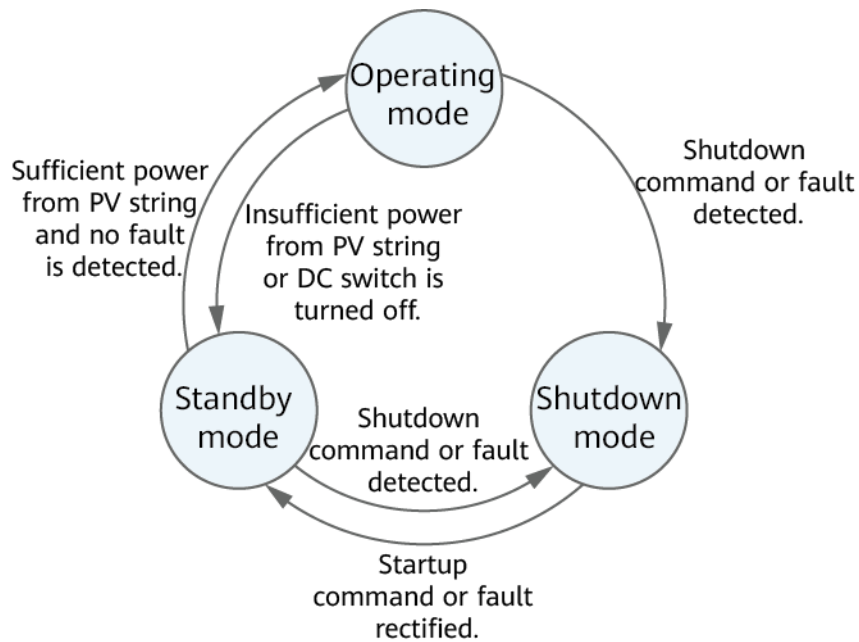 Operating
mode
Shutdown
command or fault
detected.
Sufficient power
from PV string
and no fault
is detected.
Insufficient power
from PV string
or DC switch is
turned off.
Standby
mode
Shutdown
command or fault
detected.
Shutdown
mode
Startup
command or fault
rectified.